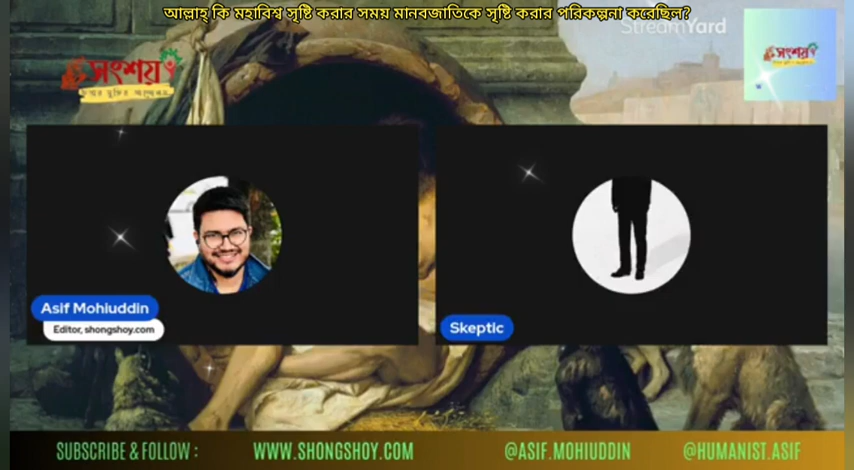 আল্লাহ্ কি মহাবিশ্ব সৃষ্টি করার সময় মানবজাতিকে সৃষ্টি করার পরিকল্পনা করেছিল?
StreamYard
সংশয়
সংশয়
Asif Mohiuddin
Editor, shongshoy.com
Skeptic
SUBSCRIBE & FOLLOW : WWW.SHONGSHOY.COM @ASIF.MOHIUDDIN @HUMANIST.ASIF